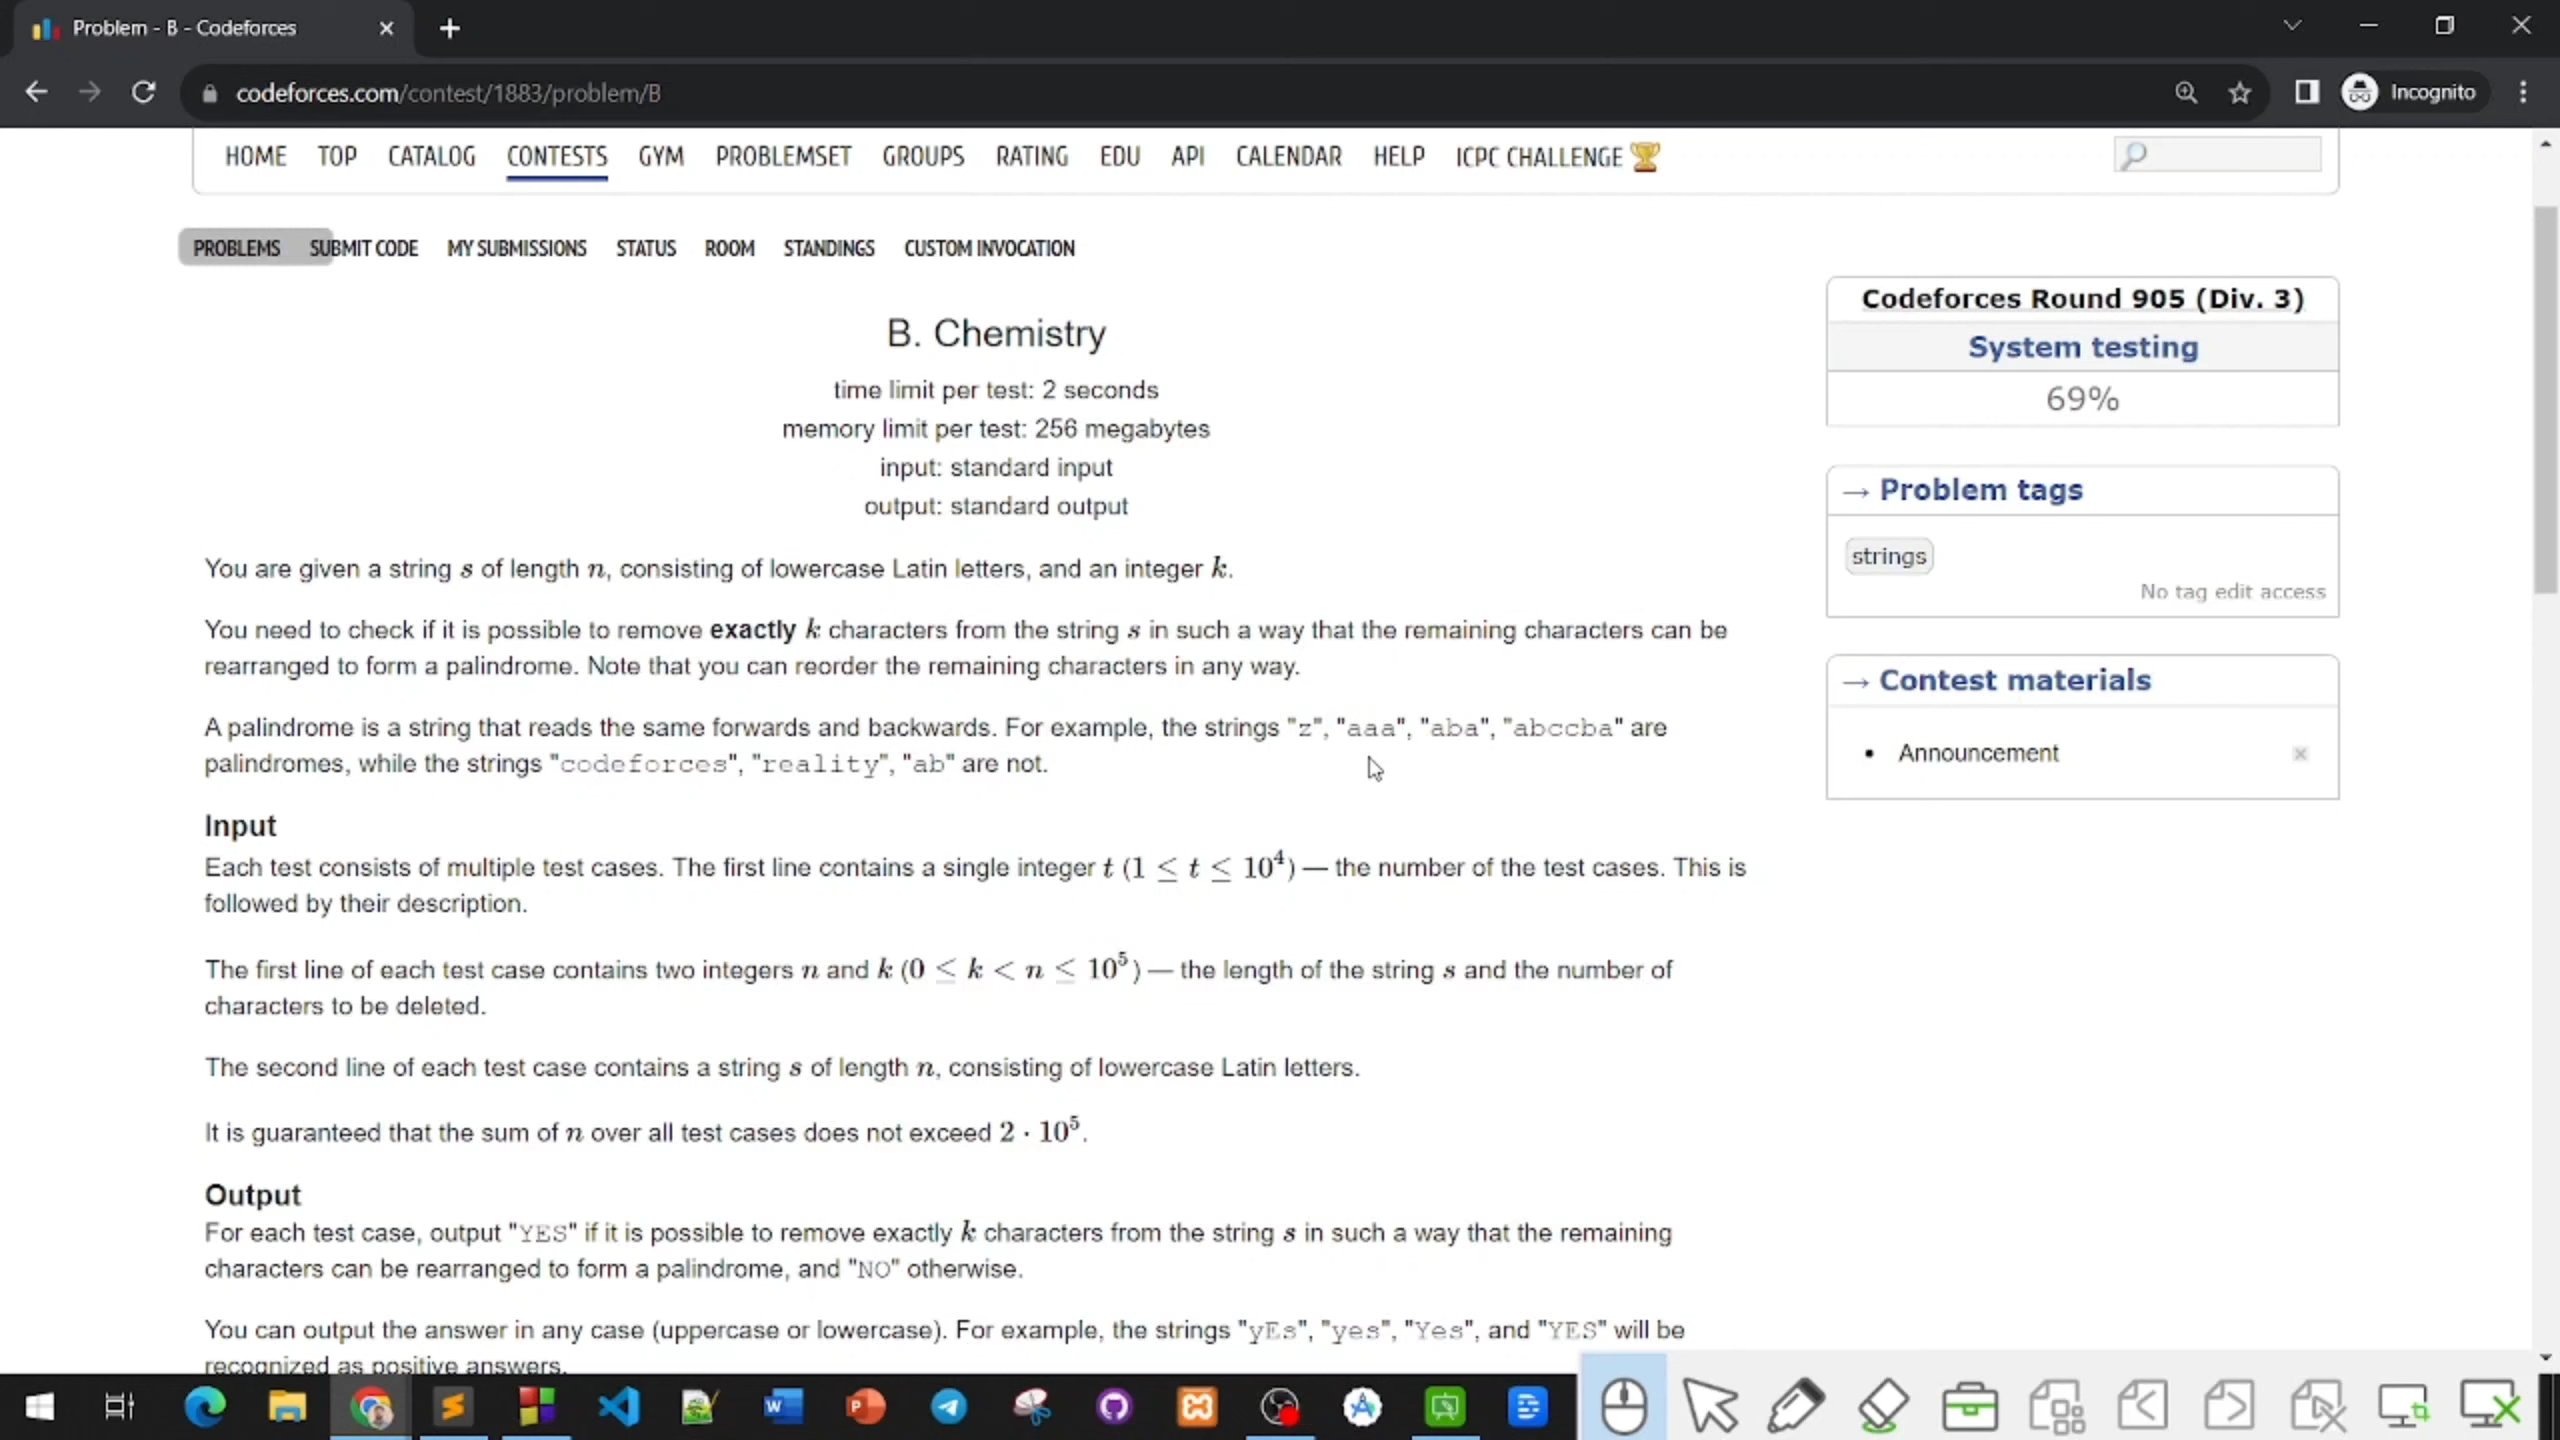 Problem - B - Codeforces
codeforces.com/contest/1883/problem/B
Incognito
HOME TOP CATALOG CONTESTS GYM PROBLEMSET GROUPS RATING EDU API CALENDAR HELP ICPC CHALLENGE
PROBLEMS SUBMIT CODE MY SUBMISSIONS STATUS ROOM STANDINGS CUSTOM INVOCATION
B. Chemistry
time limit per test: 2 seconds
memory limit per test: 256 megabytes
input: standard input
output: standard output
You are given a string s of length n, consisting of lowercase Latin letters, and an integer k.
You need to check if it is possible to remove exactly k characters from the string s in such a way that the remaining characters can be
rearranged to form a palindrome. Note that you can reorder the remaining characters in any way.
A palindrome is a string that reads the same forwards and backwards. For example, the strings "z", "aaa", "aba", "abccba" are
palindromes, while the strings "codeforces", "reality", "ab" are not.
Input
Each test consists of multiple test cases. The first line contains a single integer t (1 ≤ t ≤ 10⁴) — the number of the test cases. This is
followed by their description.
The first line of each test case contains two integers n and k (0 ≤ k < n ≤ 10⁵) — the length of the string s and the number of
characters to be deleted.
The second line of each test case contains a string s of length n, consisting of lowercase Latin letters.
It is guaranteed that the sum of n over all test cases does not exceed 2 · 10⁵.
Output
For each test case, output "YES" if it is possible to remove exactly k characters from the string s in such a way that the remaining
characters can be rearranged to form a palindrome, and "NO" otherwise.
You can output the answer in any case (uppercase or lowercase). For example, the strings "yEs", "yes", "Yes", and "YES" will be
recognized as positive answers.
Codeforces Round 905 (Div. 3)
System testing
69%
→ Problem tags
strings
No tag edit access
→ Contest materials
• Announcement